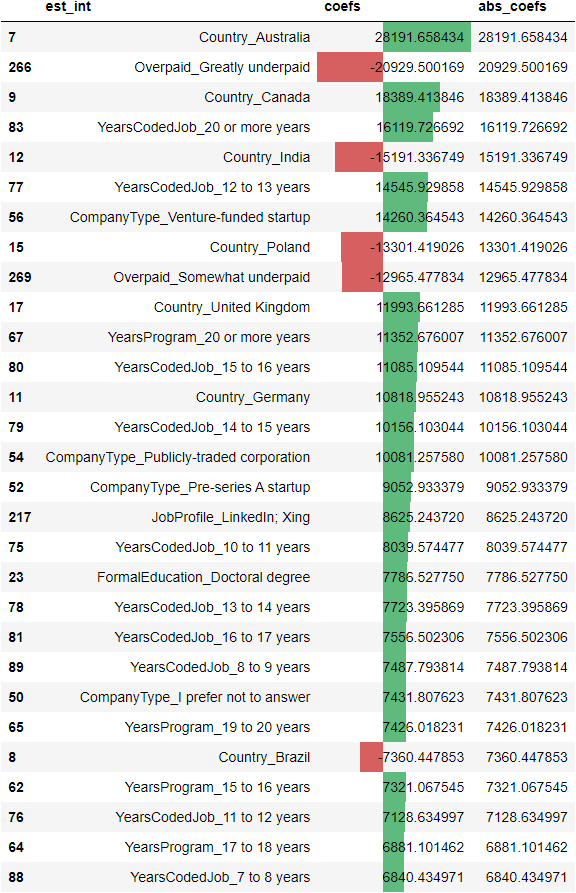 est_int coefs abs_coefs
7 Country_Australia 28191.658434 28191.658434
266 Overpaid_Greatly underpaid -20929.500169 20929.500169
9 Country_Canada 18389.413846 18389.413846
83 YearsCodedJob_20 or more years 16119.726692 16119.726692
12 Country_India -15191.336749 15191.336749
77 YearsCodedJob_12 to 13 years 14545.929858 14545.929858
56 CompanyType_Venture-funded startup 14260.364543 14260.364543
15 Country_Poland -13301.419026 13301.419026
269 Overpaid_Somewhat underpaid -12965.477834 12965.477834
17 Country_United Kingdom 11993.661285 11993.661285
67 YearsProgram_20 or more years 11352.676007 11352.676007
80 YearsCodedJob_15 to 16 years 11085.109544 11085.109544
11 Country_Germany 10818.955243 10818.955243
79 YearsCodedJob_14 to 15 years 10156.103044 10156.103044
54 CompanyType_Publicly-traded corporation 10081.257580 10081.257580
52 CompanyType_Pre-series A startup 9052.933379 9052.933379
217 JobProfile_LinkedIn; Xing 8625.243720 8625.243720
75 YearsCodedJob_10 to 11 years 8039.574477 8039.574477
23 FormalEducation_Doctoral degree 7786.527750 7786.527750
78 YearsCodedJob_13 to 14 years 7723.395869 7723.395869
81 YearsCodedJob_16 to 17 years 7556.502306 7556.502306
89 YearsCodedJob_8 to 9 years 7487.793814 7487.793814
50 CompanyType_I prefer not to answer 7431.807623 7431.807623
65 YearsProgram_19 to 20 years 7426.018231 7426.018231
8 Country_Brazil -7360.447853 7360.447853
62 YearsProgram_15 to 16 years 7321.067545 7321.067545
76 YearsCodedJob_11 to 12 years 7128.634997 7128.634997
64 YearsProgram_17 to 18 years 6881.101462 6881.101462
88 YearsCodedJob_7 to 8 years 6840.434971 6840.434971